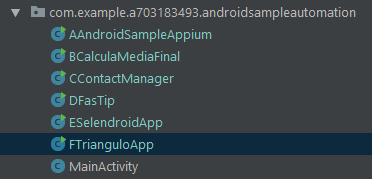 com.example.a703183493.androidsampleautomation
AAndroidSampleAppium
BCalculaMediaFinal
CContactManager
DFasTip
ESelendroidApp
FTrianguloApp
MainActivity